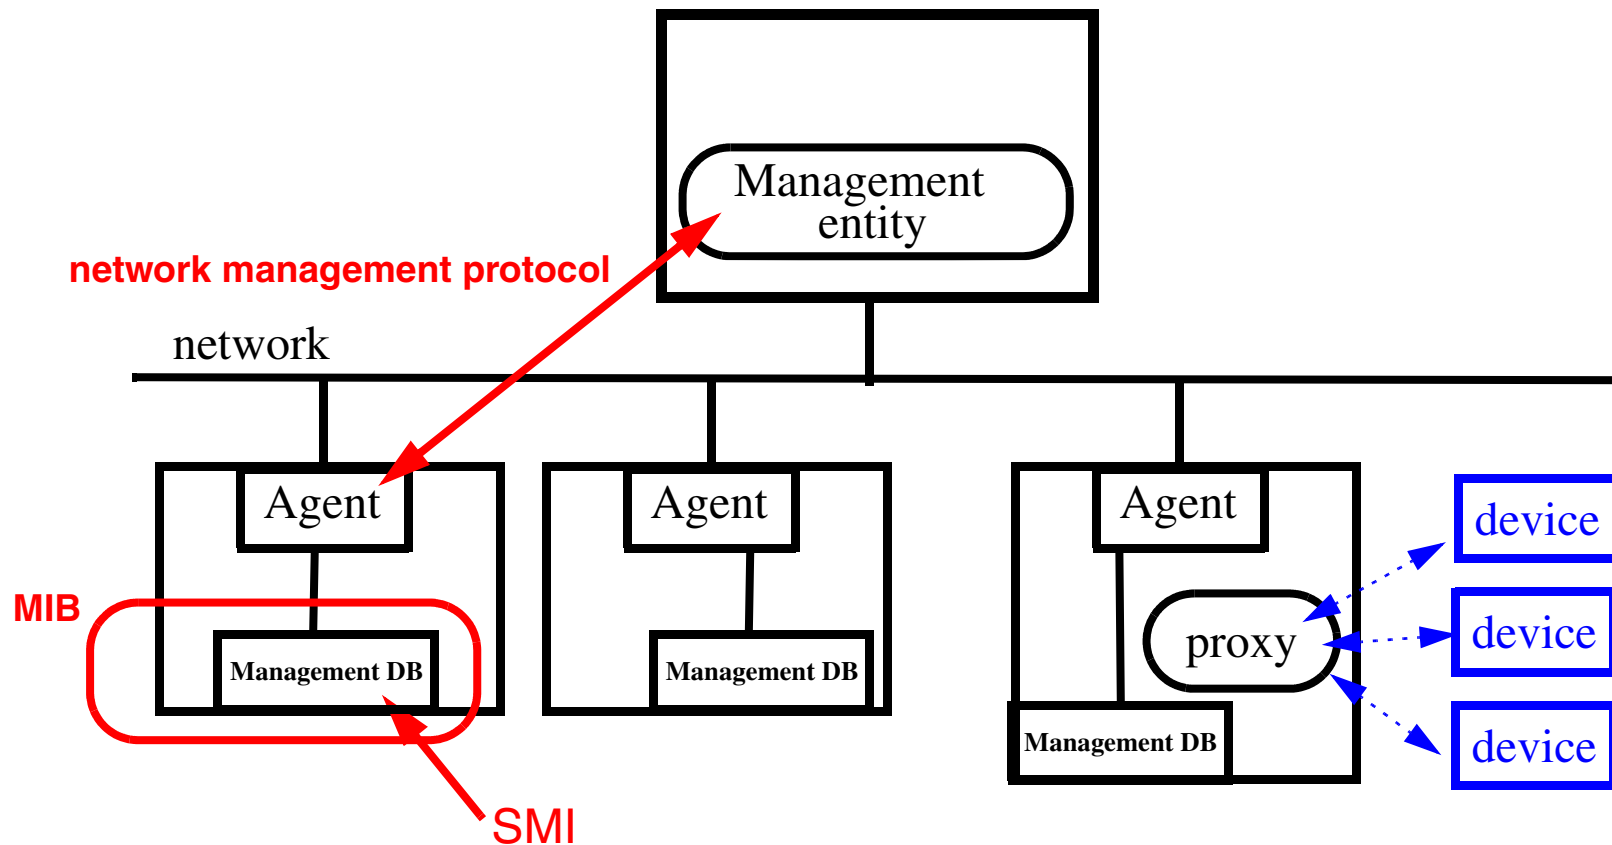 Management
entity
network management protocol
network
Agent
Agent
Agent
device
MIB
device
proxy
Management DB
Management DB
Management DB
device
SMI